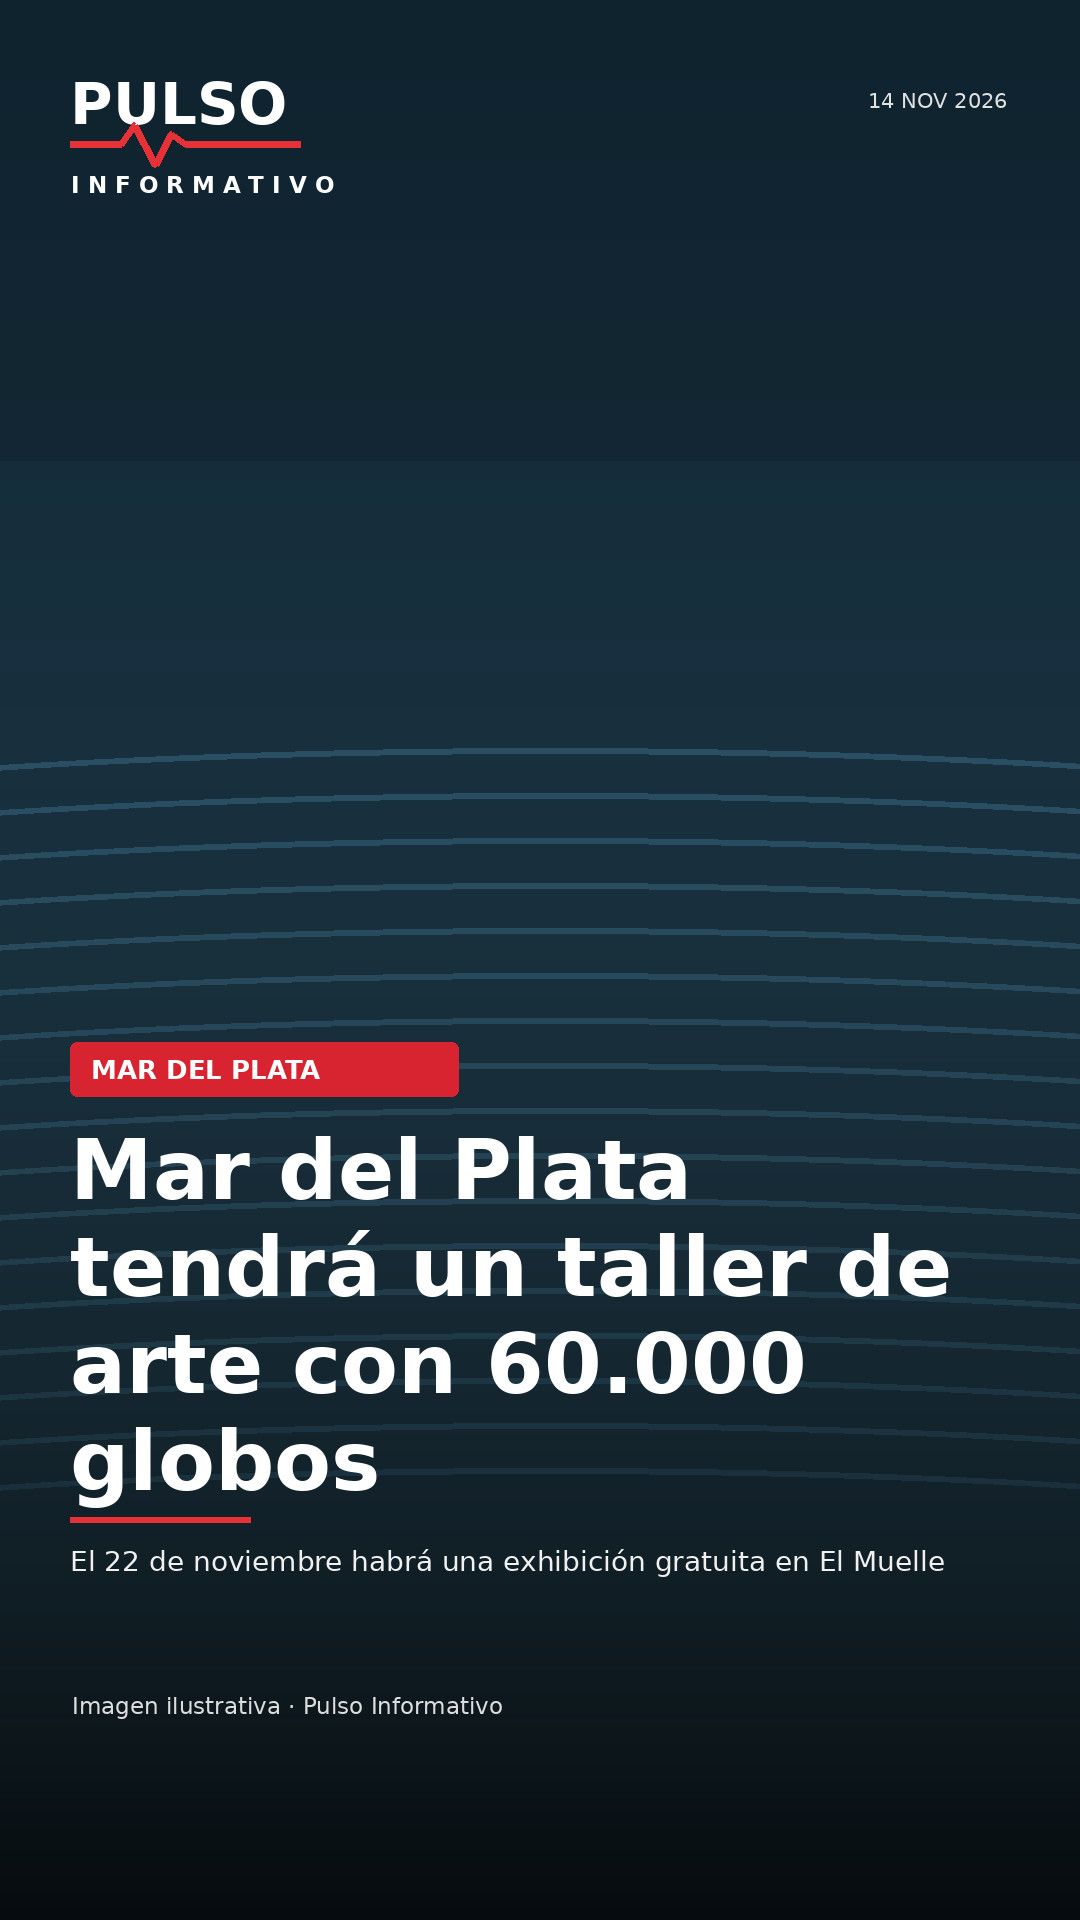 PULSO
INFORMATIVO
14 NOV 2026
MAR DEL PLATA
Mar del Plata
tendrá un taller de
arte con 60.000
globos
El 22 de noviembre habrá una exhibición gratuita en El Muelle
Imagen ilustrativa · Pulso Informativo